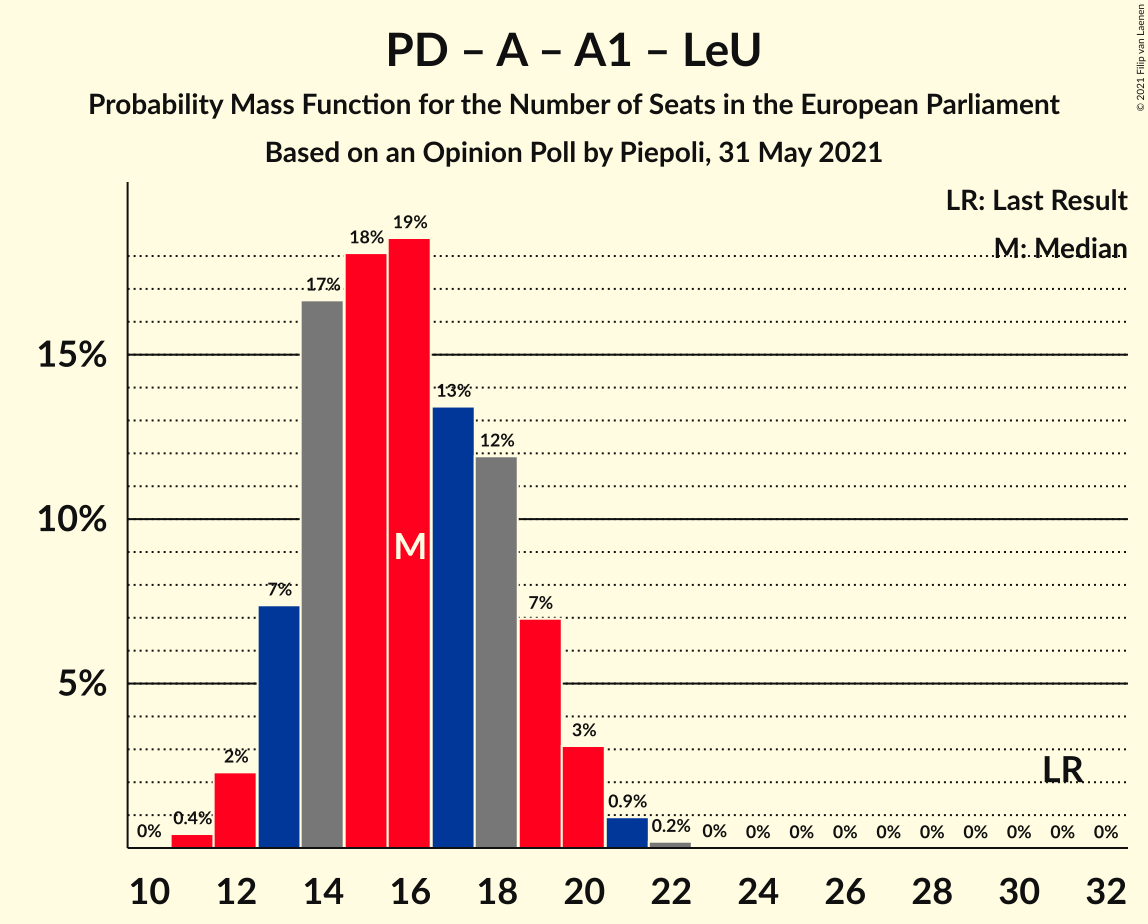 PD – A – A1 – LeU
Probability Mass Function for the Number of Seats in the European Parliament
Based on an Opinion Poll by Piepoli, 31 May 2021
© 2021 Filip van Laenen
LR: Last Result
M: Median
15%
10%
5%
0%
0.4%
2%
7%
17%
18%
19%
13%
12%
7%
3%
0.9%
0.2%
0%
0%
0%
0%
0%
0%
0%
0%
0%
0%
M
LR
10 12 14 16 18 20 22 24 26 28 30 32